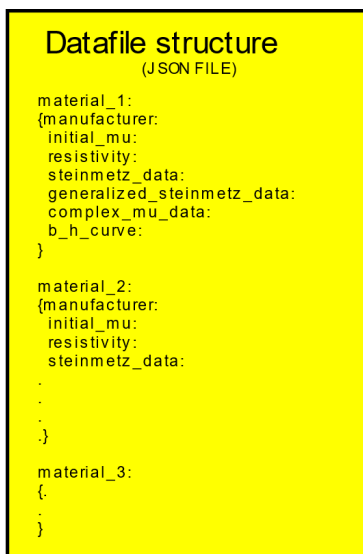 Datafile structure
(JSON FILE)
material_1:
{manufacturer:
initial_mu:
resistivity:
steinmetz_data:
generalized_steinmetz_data:
complex_mu_data:
b_h_curve:
}
material_2:
{manufacturer:
initial_mu:
resistivity:
steinmetz_data:
.
.
.
.}
material_3:
{.
.
}